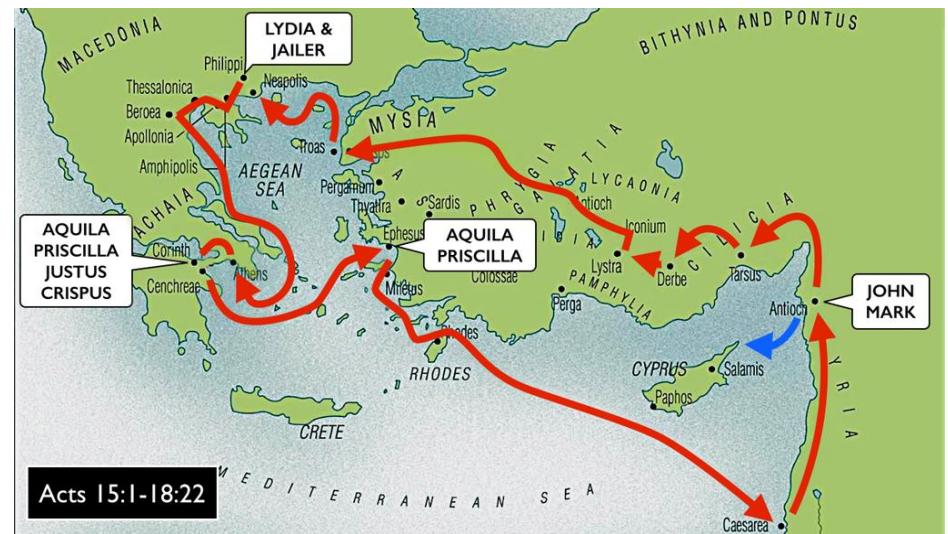 MACEDONIA
LYDIA &
JAILER
BITHYNIA AND PONTUS
Philippi
Neapolis
Thessalonica
Beroea
Apollonia
Amphipolis
MYSIA
Troas
AEGEAN
SEA
Pergamum
Thyatira
Sardis
PHRYGIA
GALATIA
LYCAONIA
Antioch
Iconium
CILICIA
ACHAIA
AQUILA
PRISCILLA
JUSTUS
CRISPUS
Corinth
Athens
Cenchreae
Ephesus
AQUILA
PRISCILLA
Colossae
Miletus
Lystra
Derbe
Tarsus
PAMPHYLIA
Perga
Antioch
JOHN
MARK
Rhodes
RHODES
CYPRUS
Salamis
Paphos
YRIA
CRETE
MEDITERRANEAN SEA
Acts 15:1-18:22
Caesarea